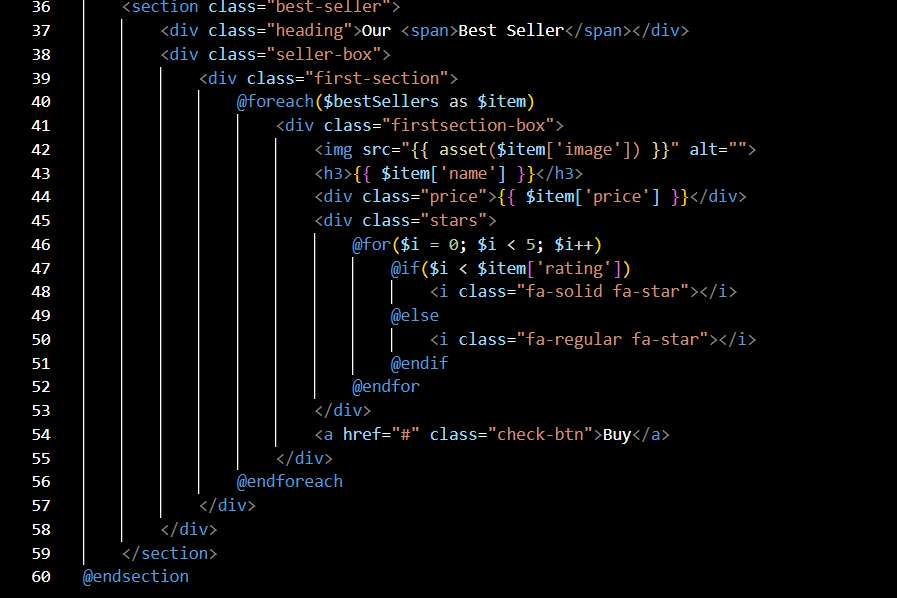 36 <section class="best-seller">
37 <div class="heading">Our <span>Best Seller</span></div>
38 <div class="seller-box">
39 <div class="first-section">
40 @foreach($bestSellers as $item)
41 <div class="firstsection-box">
42 <img src="{{ asset($item['image']) }}" alt="">
43 <h3>{{ $item['name'] }}</h3>
44 <div class="price">{{ $item['price'] }}</div>
45 <div class="stars">
46 @for($i = 0; $i < 5; $i++)
47 @if($i < $item['rating'])
48 <i class="fa-solid fa-star"></i>
49 @else
50 <i class="fa-regular fa-star"></i>
51 @endif
52 @endfor
53 </div>
54 <a href="#" class="check-btn">Buy</a>
55 </div>
56 @endforeach
57 </div>
58 </div>
59 </section>
60 @endsection